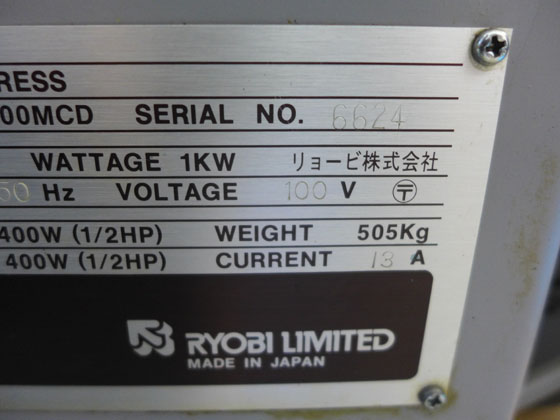 RESS
00MCD SERIAL NO. 6624
WATTAGE 1KW リョービ株式会社
60 Hz VOLTAGE 100 V 〶
400W (1/2HP) WEIGHT 505Kg
400W (1/2HP) CURRENT 13 A
RYOBI LIMITED
MADE IN JAPAN